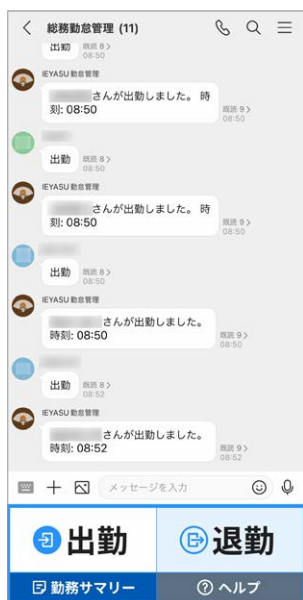 総務勤怠管理 (11)
出勤
既読 8
08:50
IEYASU勤怠管理
さんが出勤しました。 時
刻: 08:50
既読 9
08:50
出勤
既読 8
08:50
IEYASU勤怠管理
さんが出勤しました。 時
刻: 08:50
既読 9
08:50
出勤
既読 8
08:50
IEYASU勤怠管理
さんが出勤しました。
時刻: 08:50
既読 9
08:50
出勤
既読 8
08:52
IEYASU勤怠管理
さんが出勤しました。
時刻: 08:52
既読 9
08:52
メッセージを入力
出勤
退勤
勤務サマリー
ヘルプ